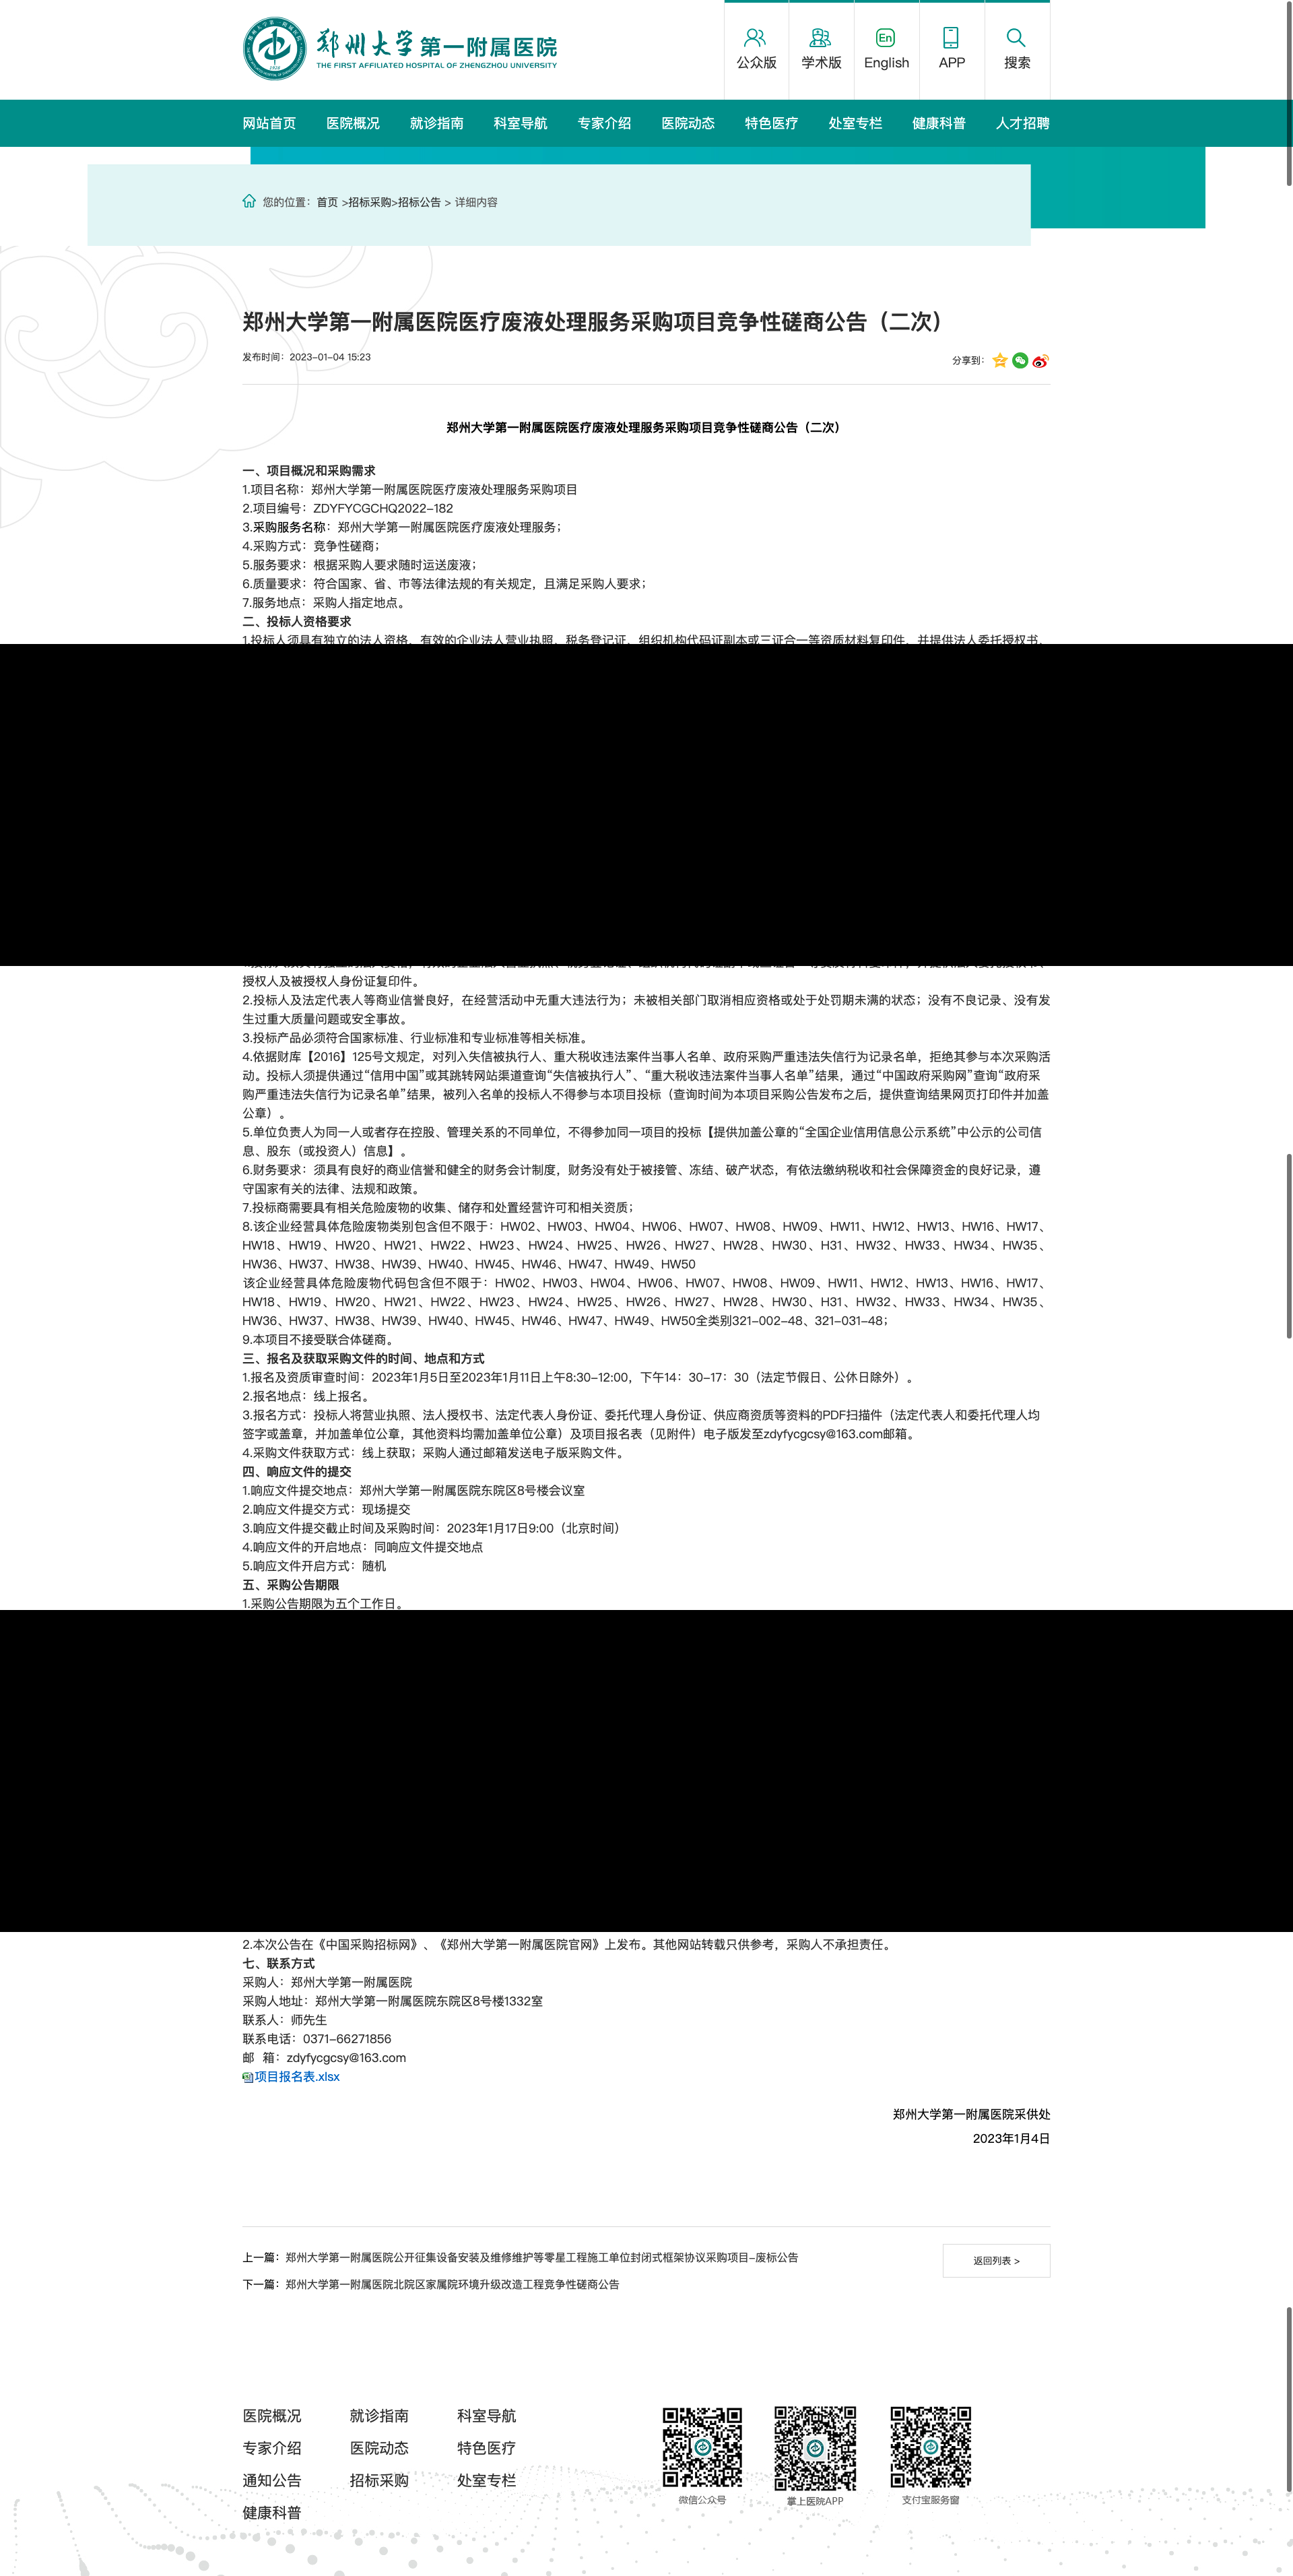 郑州大学第一附属医院
THE FIRST AFFILIATED HOSPITAL OF ZHENGZHOU UNIVERSITY
公众版
学术版
En
English
APP
搜索
网站首页 医院概况 就诊指南 科室导航 专家介绍 医院动态 特色医疗 处室专栏 健康科普 人才招聘
您的位置：首页 >招标采购>招标公告 > 详细内容
郑州大学第一附属医院医疗废液处理服务采购项目竞争性磋商公告（二次）
发布时间：2023-01-04 15:23
分享到：
郑州大学第一附属医院医疗废液处理服务采购项目竞争性磋商公告（二次）
一、项目概况和采购需求
1.项目名称：郑州大学第一附属医院医疗废液处理服务采购项目
2.项目编号：ZDYFYCGCHQ2022-182
3.采购服务名称：郑州大学第一附属医院医疗废液处理服务；
4.采购方式：竞争性磋商；
5.服务要求：根据采购人要求随时运送废液；
6.质量要求：符合国家、省、市等法律法规的有关规定，且满足采购人要求；
7.服务地点：采购人指定地点。
二、投标人资格要求
1.投标人须具有独立的法人资格，有效的企业法人营业执照、税务登记证、组织机构代码证副本或三证合一等资质材料复印件，并提供法人委托授权书、
授权人及被授权人身份证复印件。
2.投标人及法定代表人等商业信誉良好，在经营活动中无重大违法行为；未被相关部门取消相应资格或处于处罚期未满的状态；没有不良记录、没有发
生过重大质量问题或安全事故。
3.投标产品必须符合国家标准、行业标准和专业标准等相关标准。
4.依据财库【2016】125号文规定，对列入失信被执行人、重大税收违法案件当事人名单、政府采购严重违法失信行为记录名单，拒绝其参与本次采购活
动。投标人须提供通过“信用中国”或其跳转网站渠道查询“失信被执行人”、“重大税收违法案件当事人名单”结果，通过“中国政府采购网”查询“政府采
购严重违法失信行为记录名单”结果，被列入名单的投标人不得参与本项目投标（查询时间为本项目采购公告发布之后，提供查询结果网页打印件并加盖
公章）。
5.单位负责人为同一人或者存在控股、管理关系的不同单位，不得参加同一项目的投标【提供加盖公章的“全国企业信用信息公示系统”中公示的公司信
息、股东（或投资人）信息】。
6.财务要求：须具有良好的商业信誉和健全的财务会计制度，财务没有处于被接管、冻结、破产状态，有依法缴纳税收和社会保障资金的良好记录，遵
守国家有关的法律、法规和政策。
7.投标商需要具有相关危险废物的收集、储存和处置经营许可和相关资质；
8.该企业经营具体危险废物类别包含但不限于：HW02、HW03、HW04、HW06、HW07、HW08、HW09、HW11、HW12、HW13、HW16、HW17、
HW18、HW19、HW20、HW21、HW22、HW23、HW24、HW25、HW26、HW27、HW28、HW30、H31、HW32、HW33、HW34、HW35、
HW36、HW37、HW38、HW39、HW40、HW45、HW46、HW47、HW49、HW50
该企业经营具体危险废物代码包含但不限于：HW02、HW03、HW04、HW06、HW07、HW08、HW09、HW11、HW12、HW13、HW16、HW17、
HW18、HW19、HW20、HW21、HW22、HW23、HW24、HW25、HW26、HW27、HW28、HW30、H31、HW32、HW33、HW34、HW35、
HW36、HW37、HW38、HW39、HW40、HW45、HW46、HW47、HW49、HW50全类别321-002-48、321-031-48；
9.本项目不接受联合体磋商。
三、报名及获取采购文件的时间、地点和方式
1.报名及资质审查时间：2023年1月5日至2023年1月11日上午8:30-12:00，下午14：30-17：30（法定节假日、公休日除外）。
2.报名地点：线上报名。
3.报名方式：投标人将营业执照、法人授权书、法定代表人身份证、委托代理人身份证、供应商资质等资料的PDF扫描件（法定代表人和委托代理人均
签字或盖章，并加盖单位公章，其他资料均需加盖单位公章）及项目报名表（见附件）电子版发至zdyfycgcsy@163.com邮箱。
4.采购文件获取方式：线上获取；采购人通过邮箱发送电子版采购文件。
四、响应文件的提交
1.响应文件提交地点：郑州大学第一附属医院东院区8号楼会议室
2.响应文件提交方式：现场提交
3.响应文件提交截止时间及采购时间：2023年1月17日9:00（北京时间）
4.响应文件的开启地点：同响应文件提交地点
5.响应文件开启方式：随机
五、采购公告期限
1.采购公告期限为五个工作日。
2.本次公告在《中国采购招标网》、《郑州大学第一附属医院官网》上发布。其他网站转载只供参考，采购人不承担责任。
七、联系方式
采购人：郑州大学第一附属医院
采购人地址：郑州大学第一附属医院东院区8号楼1332室
联系人：师先生
联系电话：0371-66271856
邮 箱：zdyfycgcsy@163.com
项目报名表.xlsx
郑州大学第一附属医院采供处
2023年1月4日
上一篇：郑州大学第一附属医院公开征集设备安装及维修维护等零星工程施工单位封闭式框架协议采购项目-废标公告
返回列表 >
下一篇：郑州大学第一附属医院北院区家属院环境升级改造工程竞争性磋商公告
医院概况 就诊指南 科室导航
专家介绍 医院动态 特色医疗
通知公告 招标采购 处室专栏
健康科普
微信公众号
掌上医院APP
支付宝服务窗